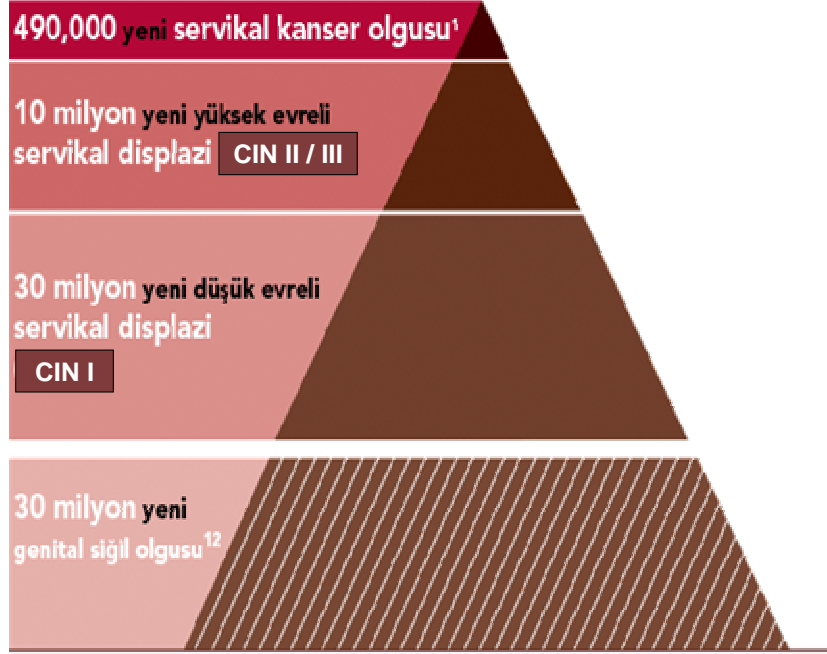 490,000 yeni servikal kanser olgusu¹
10 milyon yeni yüksek evreli
servikal displazi CIN II / III
30 milyon yeni düşük evreli
servikal displazi
CIN I
30 milyon yeni
genital siğil olgusu¹²